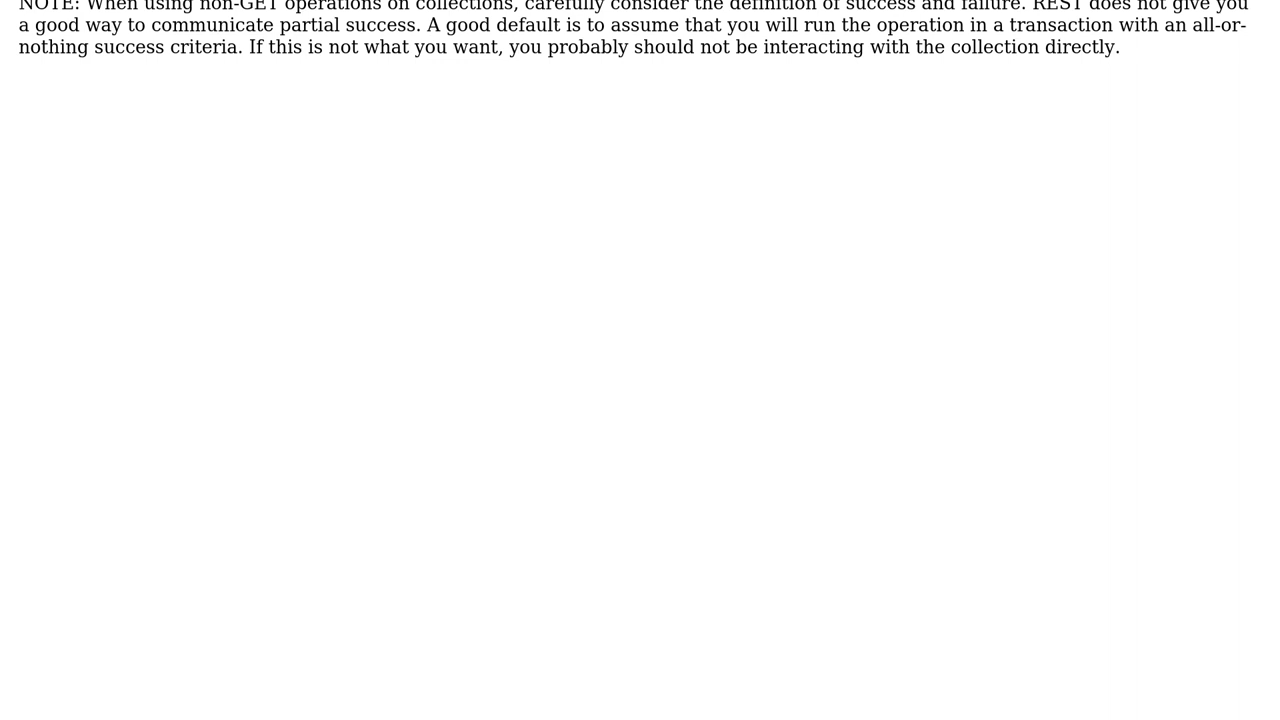 NOTE: When using non-GET operations on collections, carefully consider the definition of success and failure. REST does not give you
a good way to communicate partial success. A good default is to assume that you will run the operation in a transaction with an all-or-
nothing success criteria. If this is not what you want, you probably should not be interacting with the collection directly.